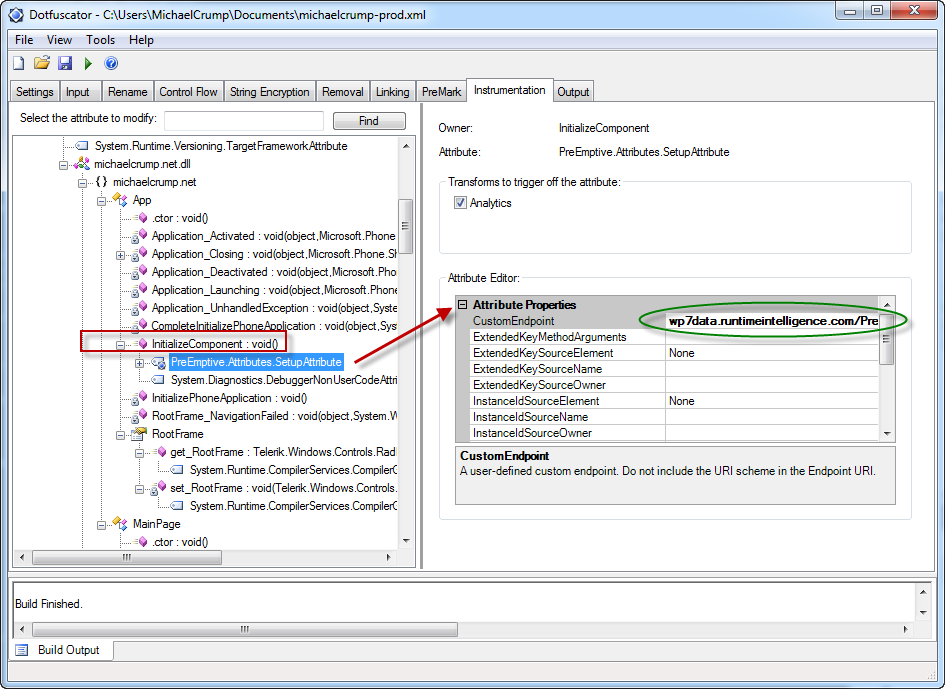 Dotfuscator - C:\Users\MichaelCrump\Documents\michaelcrump-prod.xml
File View Tools Help
Settings Input Rename Control Flow String Encryption Removal Linking PreMark Instrumentation Output
Select the attribute to modify: Find
System.Runtime.Versioning.TargetFrameworkAttribute
michaelcrump.net.dll
{} michaelcrump.net
App
.ctor : void()
Application_Activated : void(object,Microsoft.Phone
Application_Closing : void(object,Microsoft.Phone.Sh
Application_Deactivated : void(object,Microsoft.Pho
Application_Launching : void(object,Microsoft.Phone
Application_UnhandledException : void(object,Syste
CompleteInitializePhoneApplication : void(object,Sys
InitializeComponent : void()
PreEmptive.Attributes.SetupAttribute
System.Diagnostics.DebuggerNonUserCodeAttri
InitializePhoneApplication : void()
RootFrame_NavigationFailed : void(object,System.W
RootFrame
get_RootFrame : Telerik.Windows.Controls.Rad
System.Runtime.CompilerServices.CompilerG
set_RootFrame : void(Telerik.Windows.Controls.
System.Runtime.CompilerServices.CompilerG
MainPage
.ctor : void()
Owner: InitializeComponent
Attribute: PreEmptive.Attributes.SetupAttribute
Transforms to trigger off the attribute:
Analytics
Attribute Editor:
Attribute Properties
CustomEndpoint wp7data.runtimeintelligence.com/Pre
ExtendedKeyMethodArguments
ExtendedKeySourceElement None
ExtendedKeySourceName
ExtendedKeySourceOwner
InstanceIdSourceElement None
InstanceIdSourceName
InstanceIdSourceOwner
CustomEndpoint
A user-defined custom endpoint. Do not include the URI scheme in the Endpoint URI.
Build Finished.
Build Output